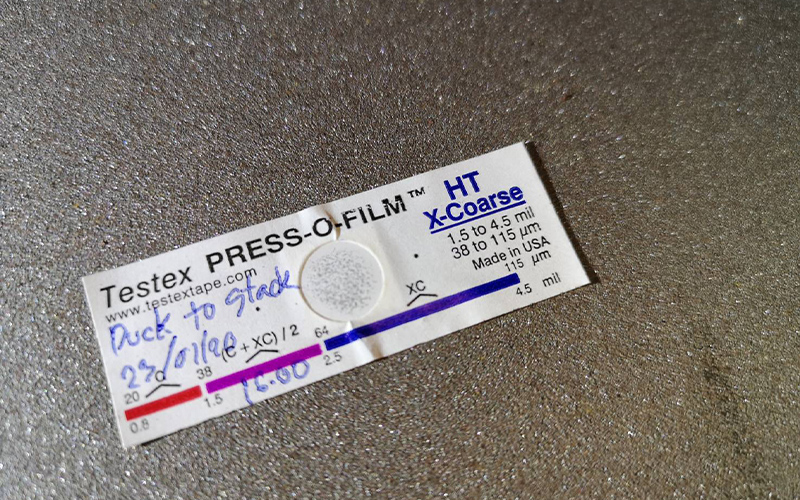 Testex PRESS-O-FILM™
HT
X-Coarse
www.testextape.com
1.5 to 4.5 mil
38 to 115 µm
Made in USA
to Stack
20 C 38 (C + XC) / 2 64 XC 115 µm
0.8 1.5 2.5 4.5 mil
16.00